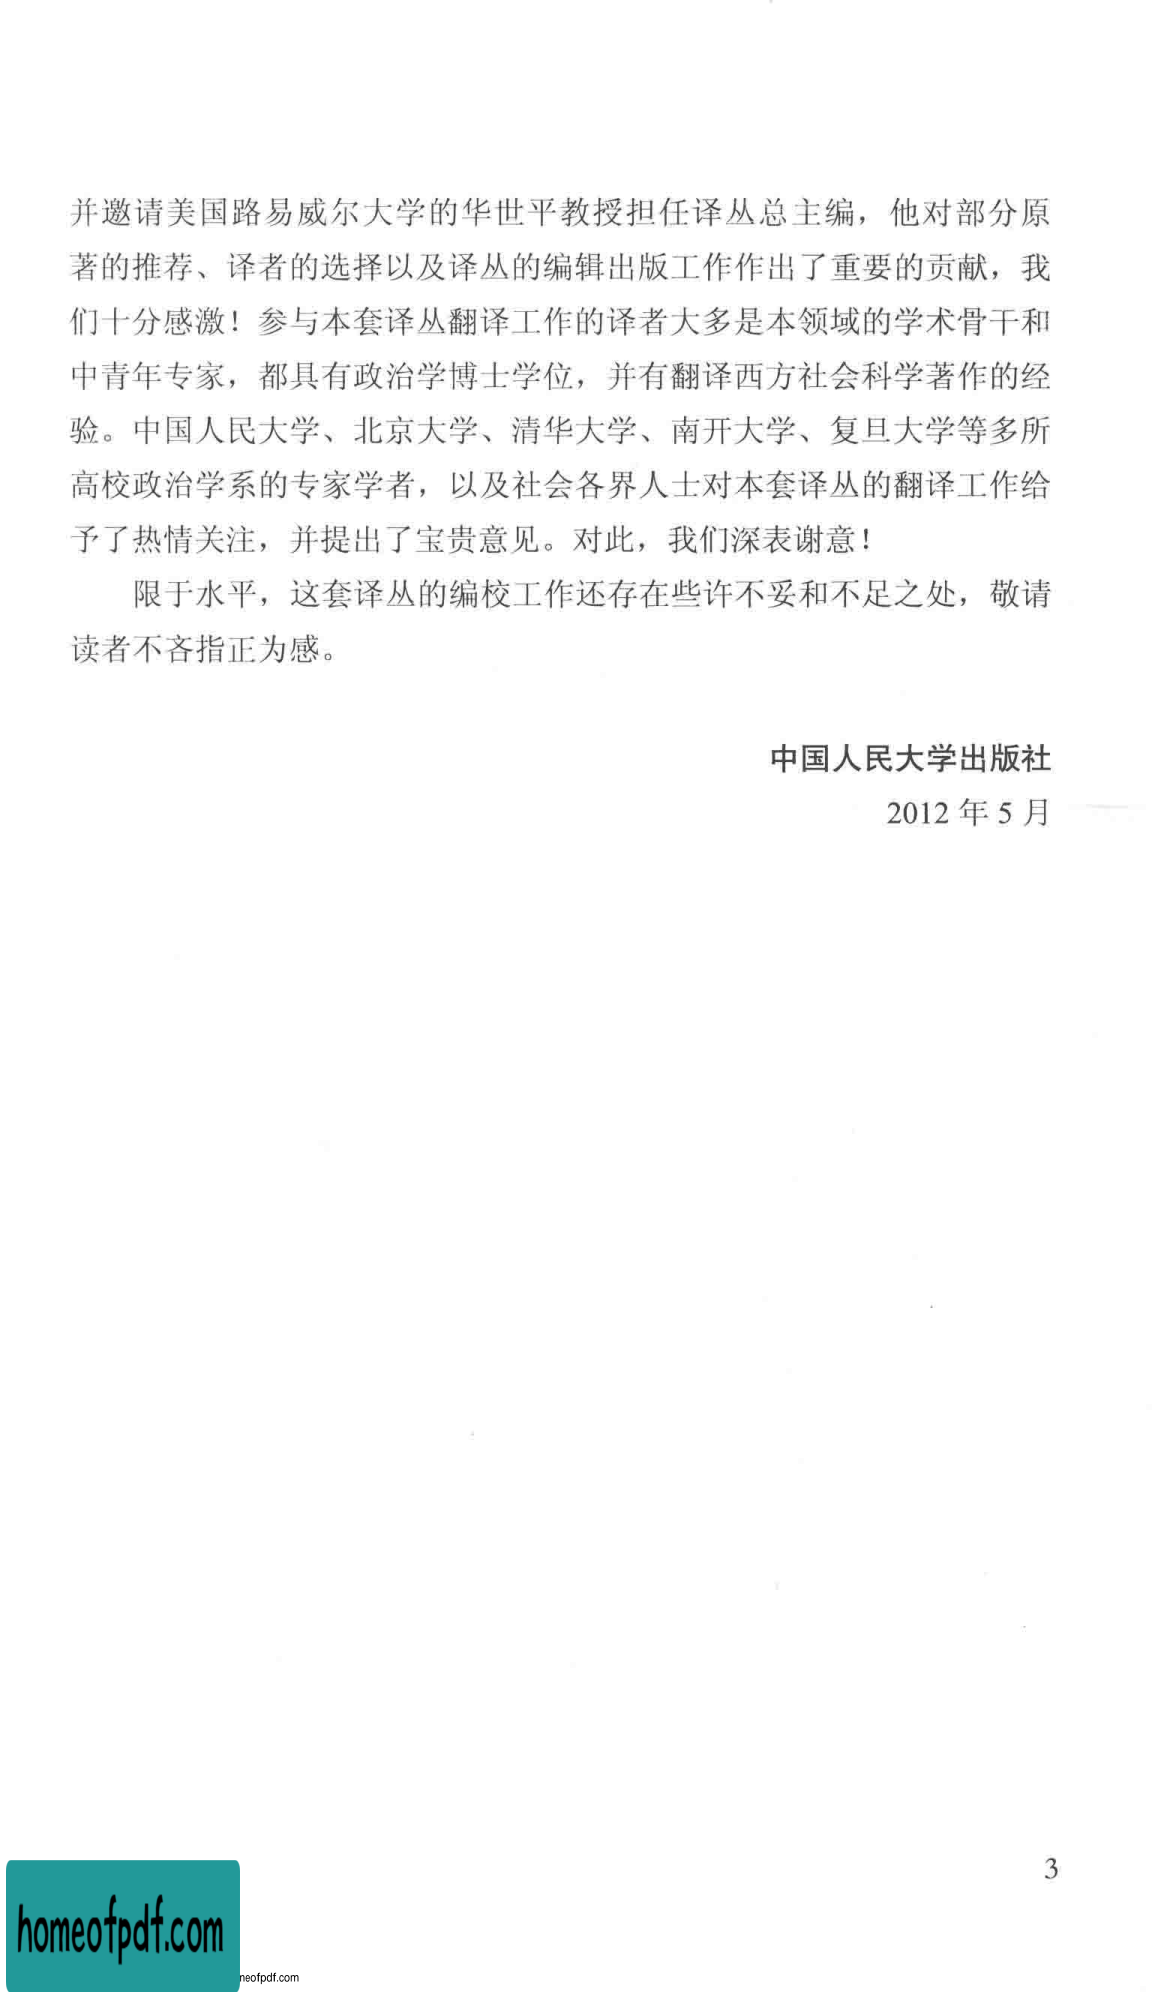 并邀请美国路易威尔大学的华世平教授担任译丛总主编，他对部分原
著的推荐、译者的选择以及译丛的编辑出版工作作出了重要的贡献，我
们十分感激！参与本套译丛翻译工作的译者大多是本领域的学术骨干和
中青年专家，都具有政治学博士学位，并有翻译西方社会科学著作的经
验。中国人民大学、北京大学、清华大学、南开大学、复旦大学等多所
高校政治学系的专家学者，以及社会各界人士对本套译丛的翻译工作给
予了热情关注，并提出了宝贵意见。对此，我们深表谢意！
限于水平，这套译丛的编校工作还存在些许不妥和不足之处，敬请
读者不吝指正为感。
中国人民大学出版社
2012 年 5 月
3
homeofpdf.com
neofpdf.com